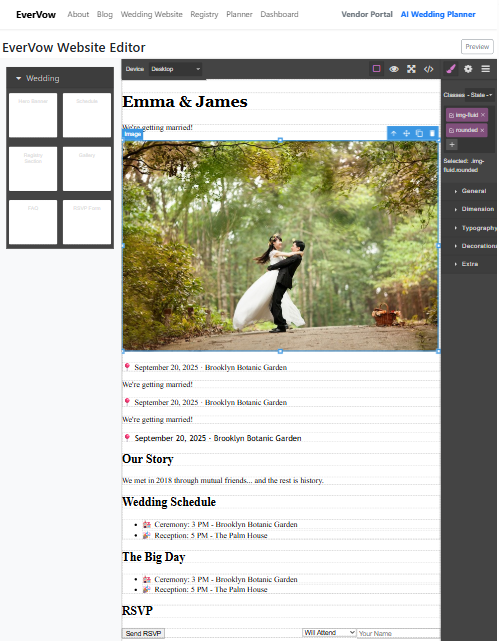 EverVow About Blog Wedding Website Registry Planner Dashboard Vendor Portal AI Wedding Planner
EverVow Website Editor
Preview
Wedding
Hero Banner Schedule
Registry Section Gallery
FAQ RSVP Form
Device Desktop
Emma & James
We're getting married!
Image
September 20, 2025 · Brooklyn Botanic Garden
We're getting married!
September 20, 2025 · Brooklyn Botanic Garden
We're getting married!
September 20, 2025 - Brooklyn Botanic Garden
Our Story
We met in 2018 through mutual friends... and the rest is history.
Wedding Schedule
Ceremony: 3 PM - Brooklyn Botanic Garden
Reception: 5 PM - The Palm House
The Big Day
Ceremony: 3 PM - Brooklyn Botanic Garden
Reception: 5 PM - The Palm House
RSVP
Send RSVP Will Attend Your Name
Classes - State -
img-fluid ×
rounded ×
+
Selected: .img-
fluid.rounded
General
Dimension
Typography
Decorations
Extra